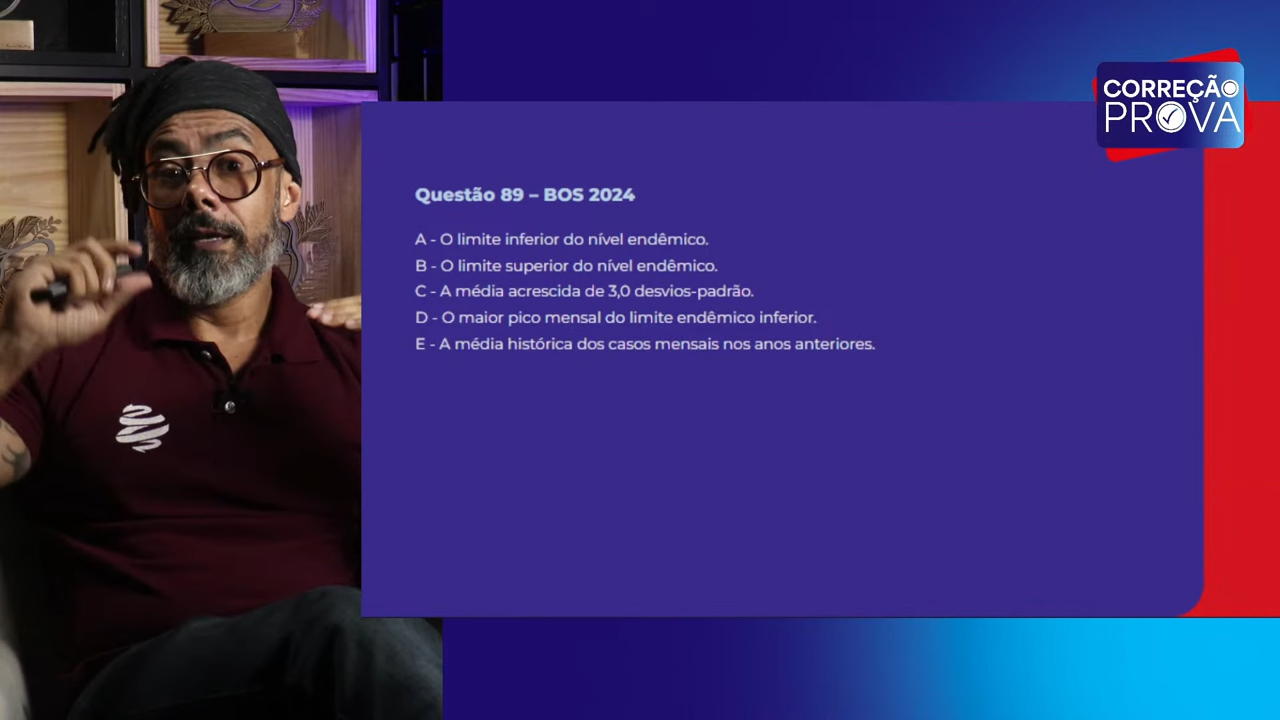 CORREÇÃO
PROVA
Questão 89 – BOS 2024
A - O limite inferior do nível endêmico.
B - O limite superior do nível endêmico.
C - A média acrescida de 3,0 desvios-padrão.
D - O maior pico mensal do limite endêmico inferior.
E - A média histórica dos casos mensais nos anos anteriores.